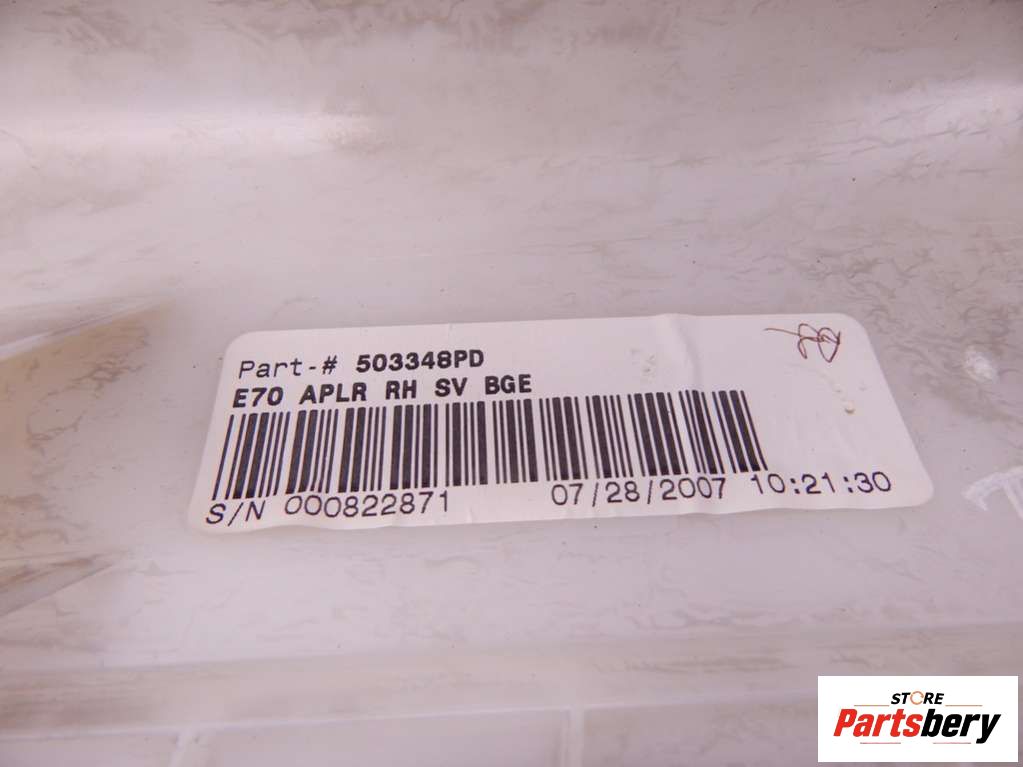 Part-# 503348PD
E70 APLR RH SV BGE
S/N 000822871 07/28/2007 10:21:30
STORE
Partsbery